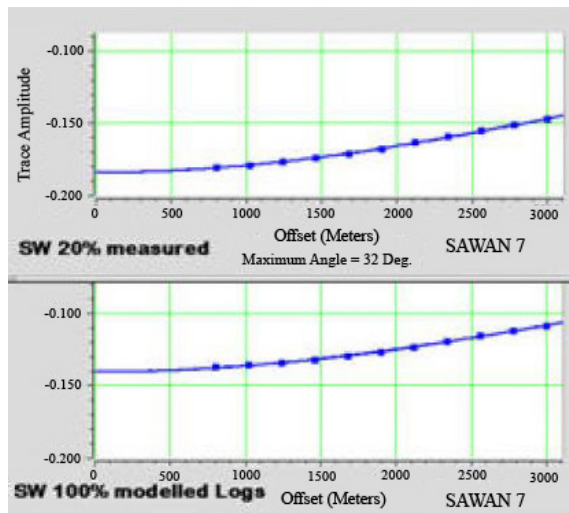 -0.100
Trace Amplitude
-0.150
-0.200
0 500 1000 1500 2000 2500 3000
Offset (Meters)
SW 20% measured
SAWAN 7
Maximum Angle = 32 Deg.
-0.100
-0.150
-0.200
0 500 1000 1500 2000 2500 3000
SW 100% modelled Logs
Offset (Meters)
SAWAN 7